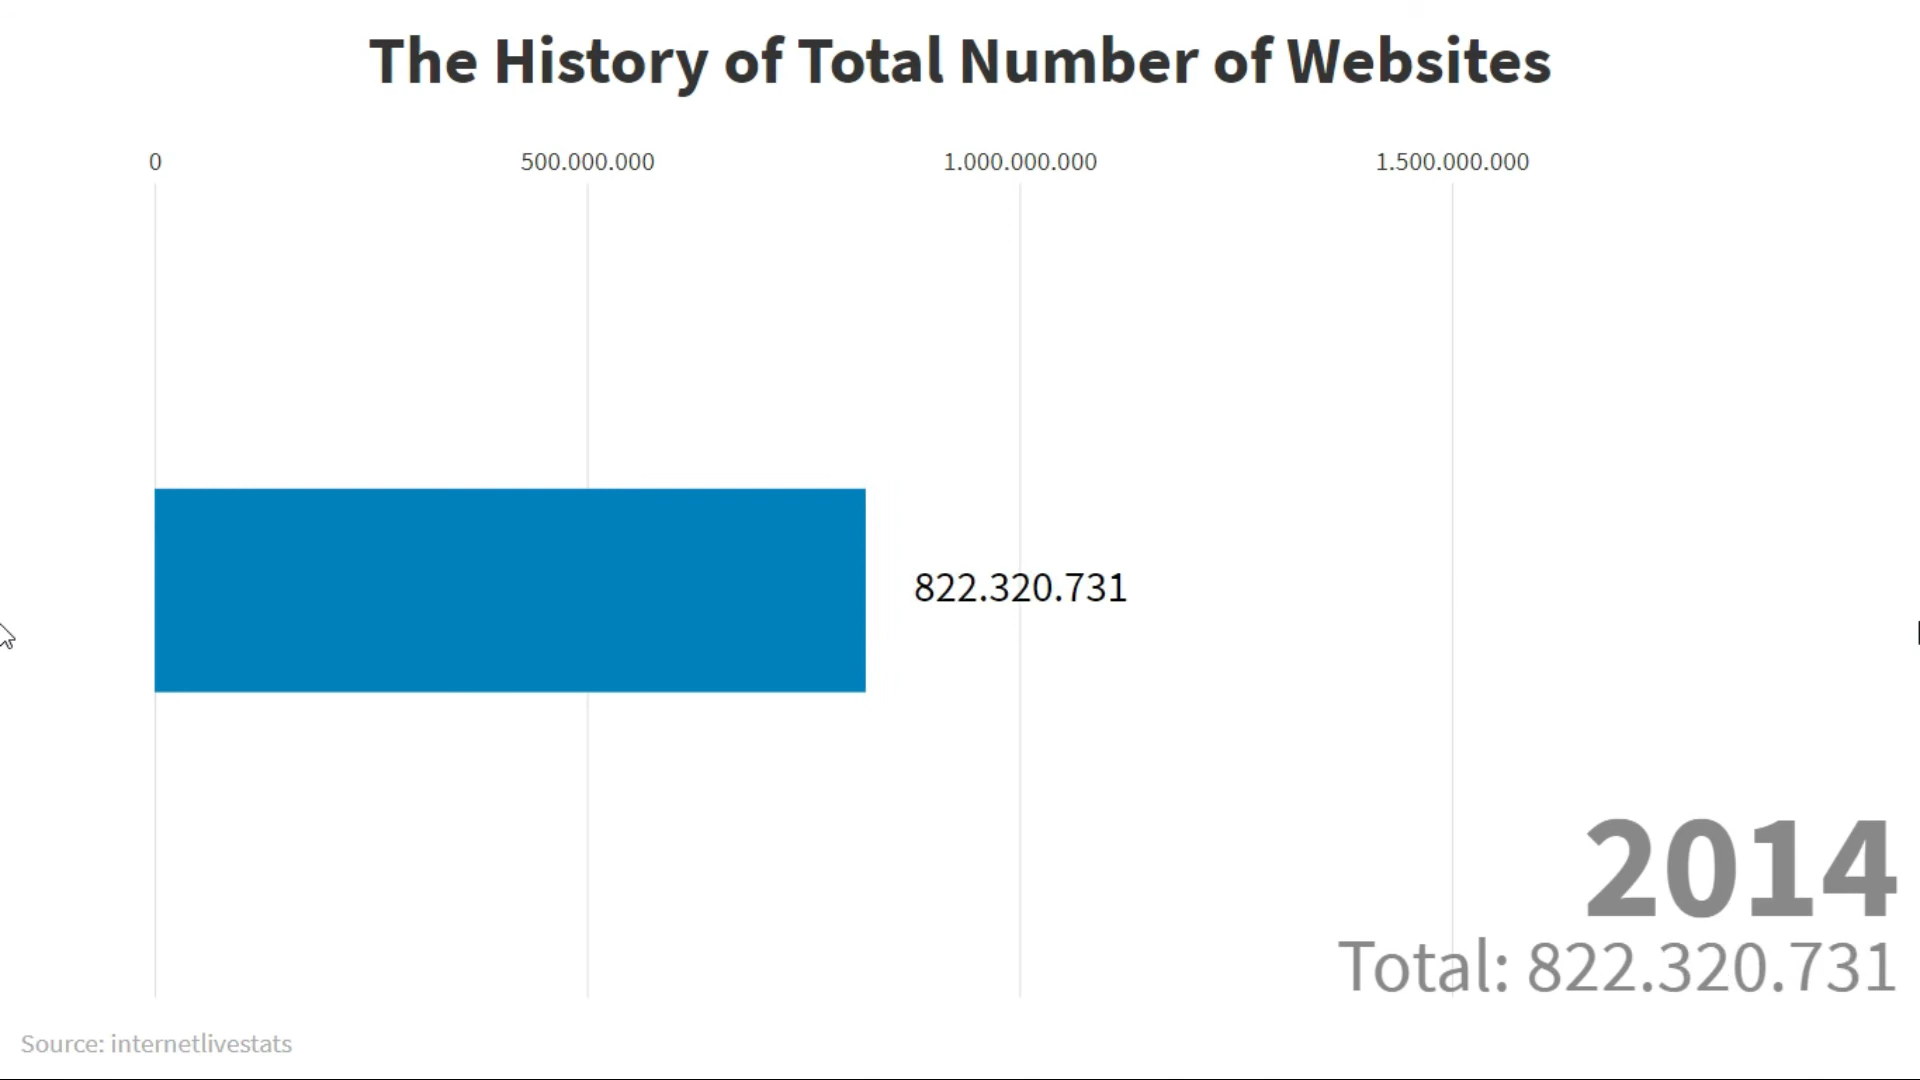 The History of Total Number of Websites
0 500.000.000 1.000.000.000 1.500.000.000
822.320.731
2014
Total: 822.320.731
Source: internetlivestats